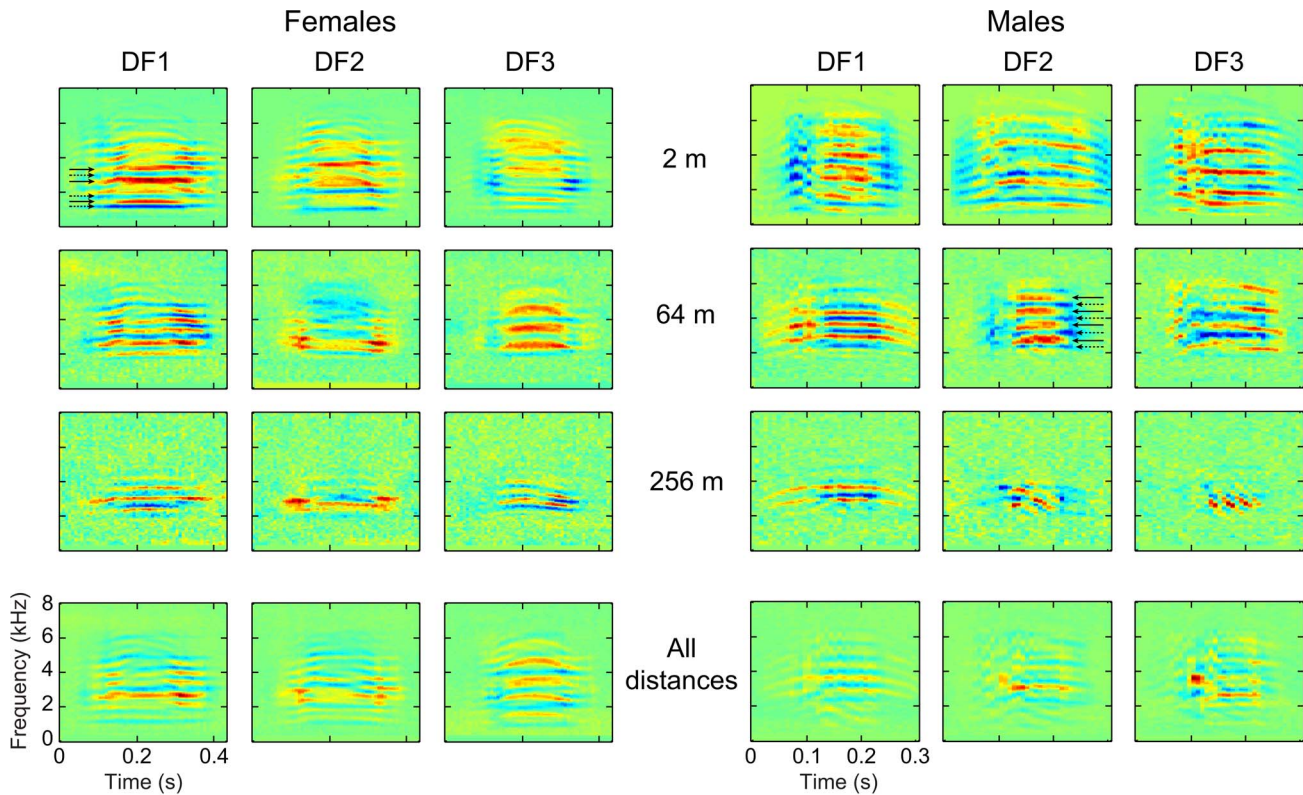 Females
Males
DF1
DF2
DF3
DF1
DF2
DF3
2 m
64 m
256 m
All
distances
Frequency (kHz)
8
6
4
2
0
0
0.2
0.4
Time (s)
0
0.1
0.2
0.3
Time (s)